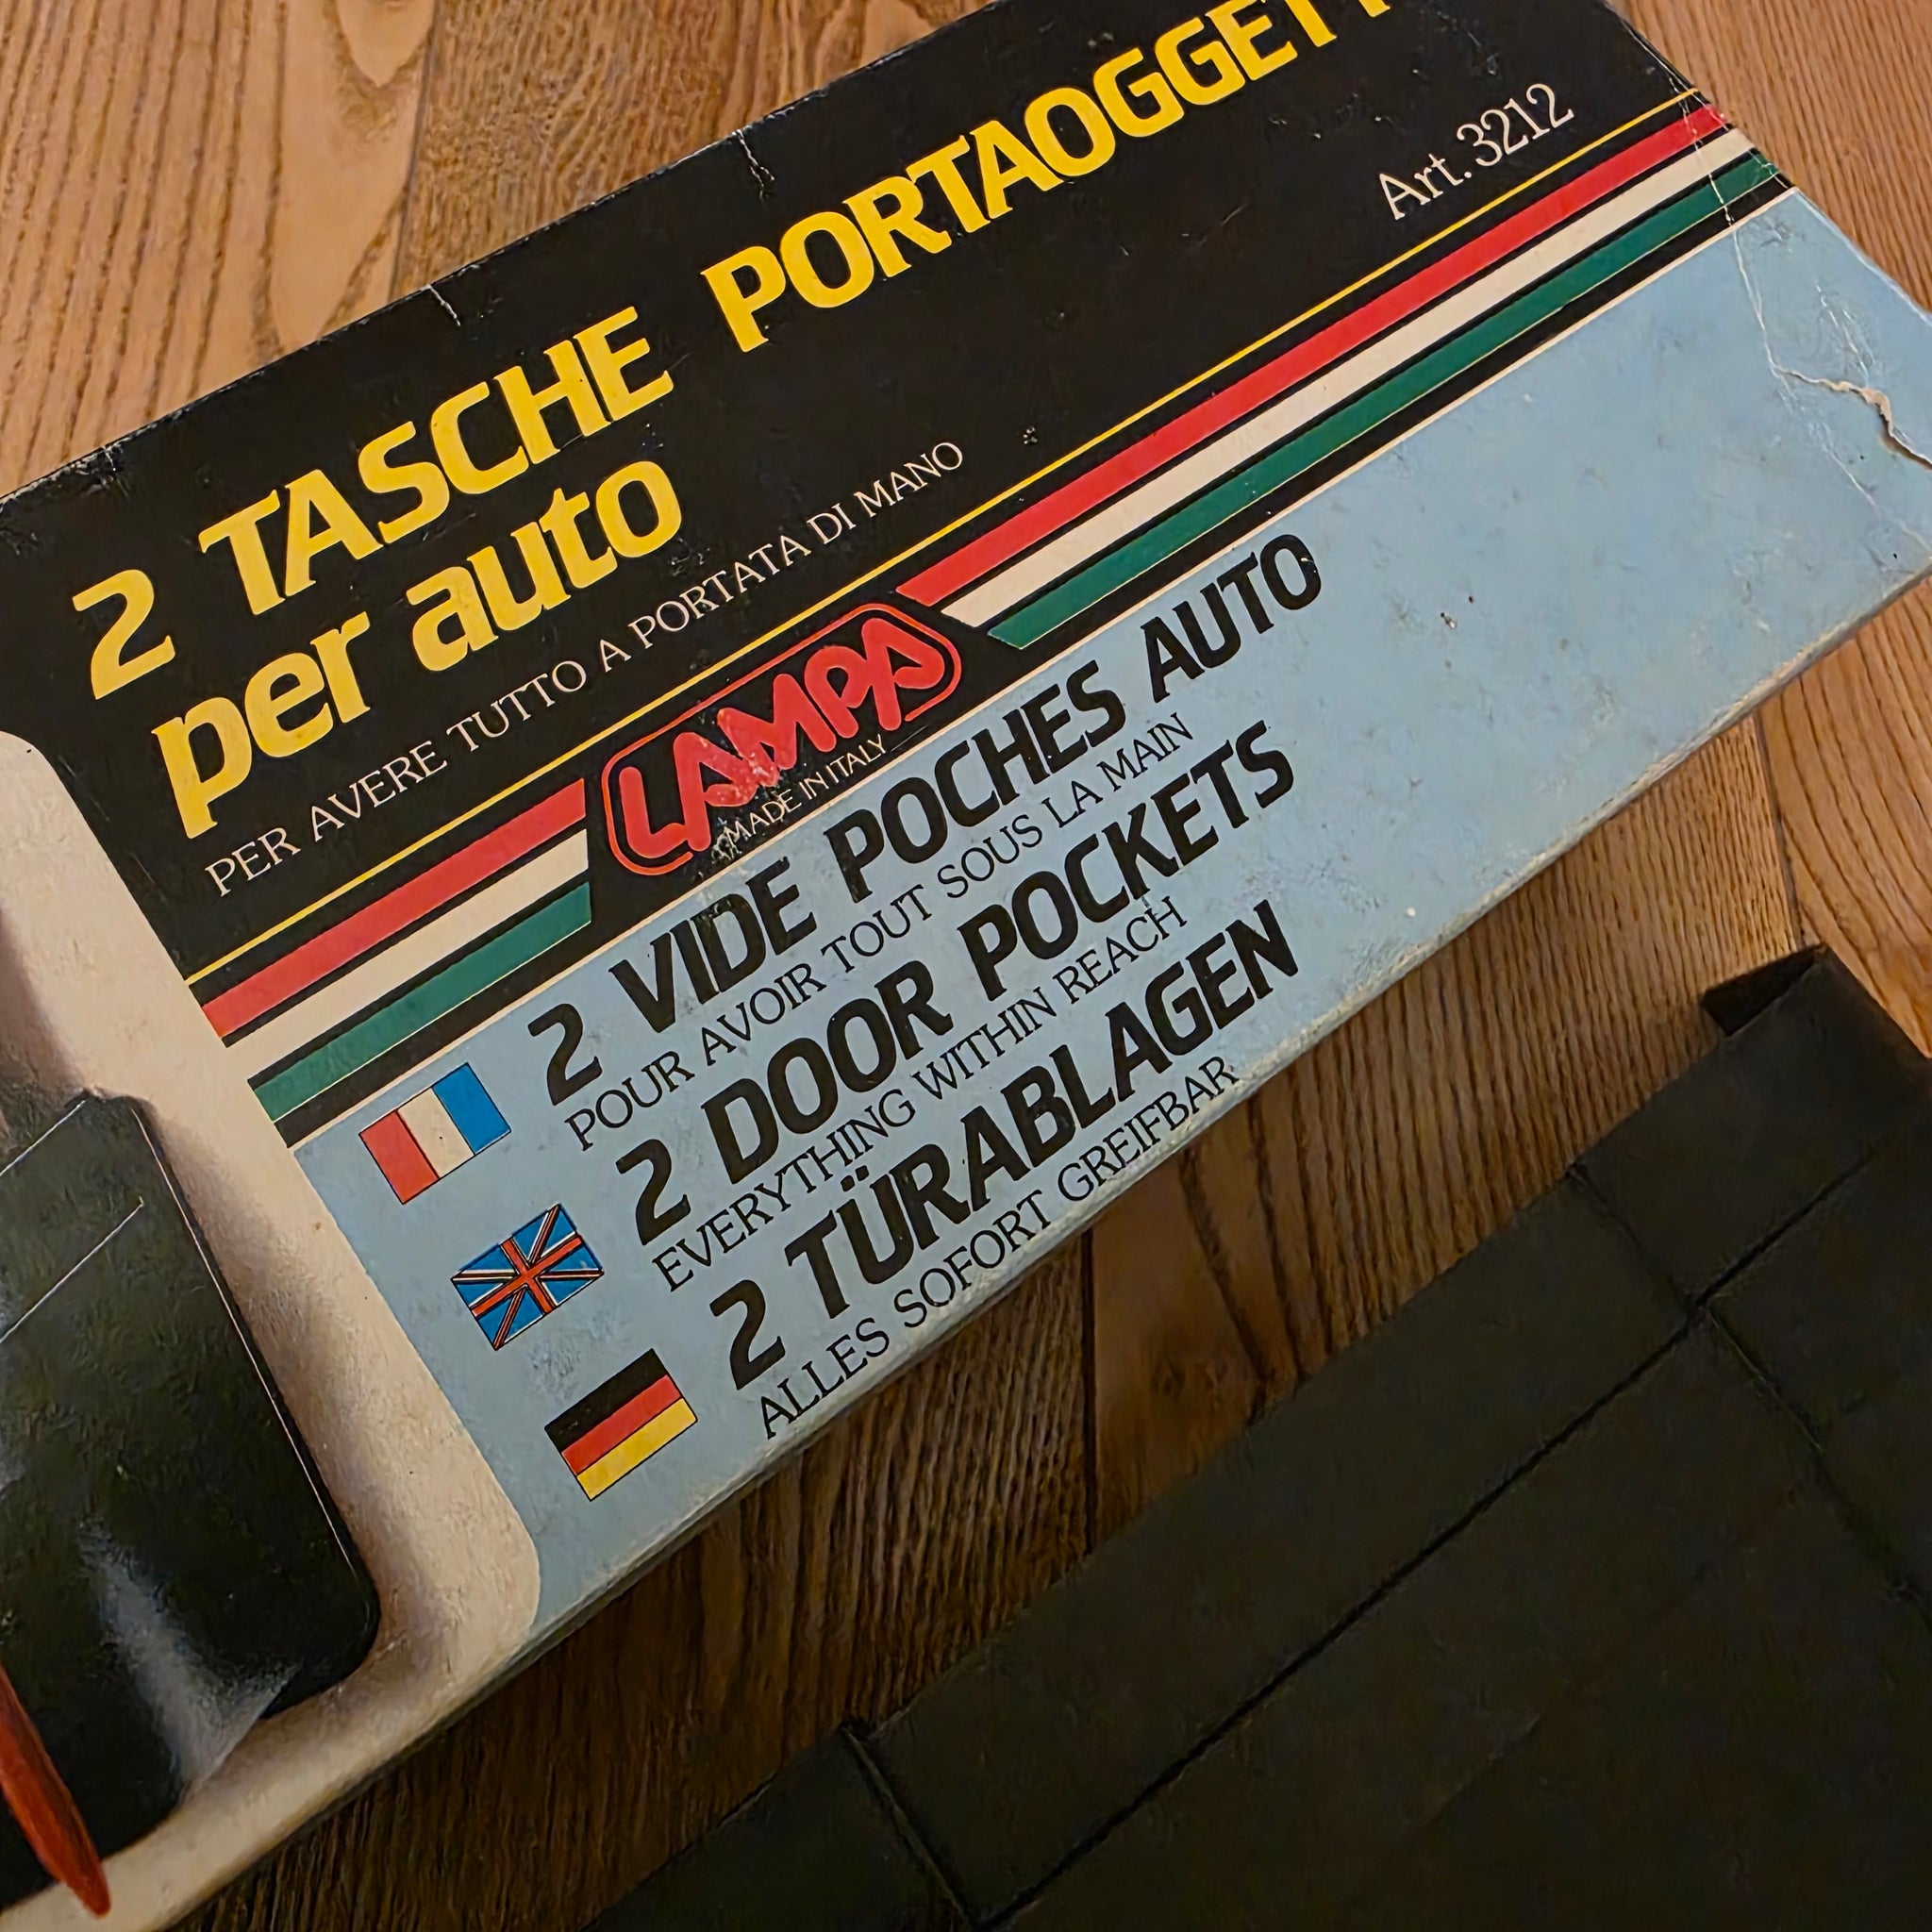 2 TASCHE PORTAOGGETT
per auto
PER AVERE TUTTO A PORTATA DI MANO
Art. 3212
LAMPA
MADE IN ITALY
2 VIDE POCHES AUTO
POUR AVOIR TOUT SOUS LA MAIN
2 DOOR POCKETS
EVERYTHING WITHIN REACH
2 TÜRABLAGEN
ALLES SOFORT GREIFBAR